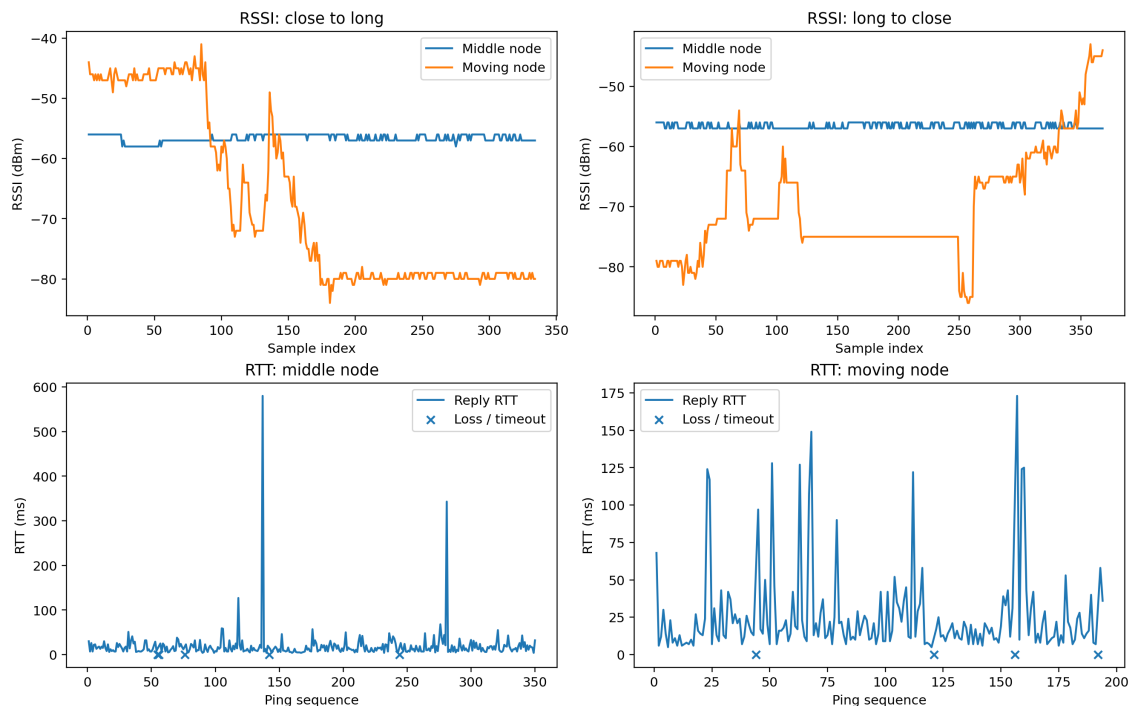 RSSI: close to long
RSSI (dBm)
−40
−50
−60
−70
−80
Middle node
Moving node
0 50 100 150 200 250 300 350
Sample index
RSSI: long to close
RSSI (dBm)
−50
−60
−70
−80
Middle node
Moving node
0 50 100 150 200 250 300 350
Sample index
RTT: middle node
RTT (ms)
600
500
400
300
200
100
0
Reply RTT
Loss / timeout
0 50 100 150 200 250 300 350
Ping sequence
RTT: moving node
RTT (ms)
175
150
125
100
75
50
25
0
Reply RTT
Loss / timeout
0 25 50 75 100 125 150 175 200
Ping sequence